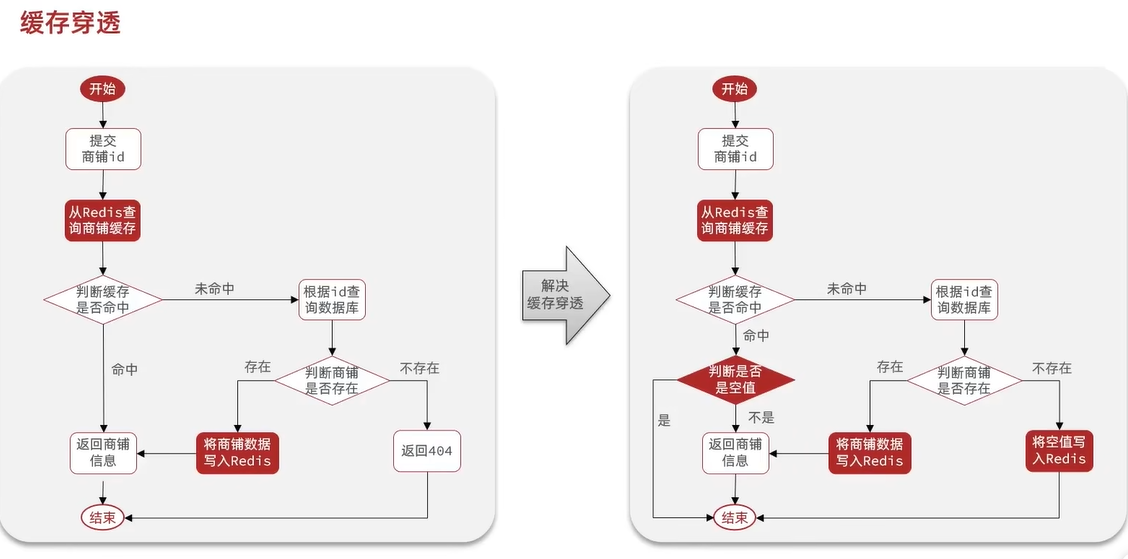 缓存穿透
开始
提交
商铺id
从Redis查
询商铺缓存
判断缓存
是否命中
未命中
根据id查
询数据库
命中
存在
判断商铺
是否存在
不存在
返回商铺
信息
将商铺数据
写入Redis
返回404
结束
解决
缓存穿透
开始
提交
商铺id
从Redis查
询商铺缓存
判断缓存
是否命中
未命中
根据id查
询数据库
命中
判断是否
是空值
存在
判断商铺
是否存在
不存在
是
不是
返回商铺
信息
将商铺数据
写入Redis
将空值写
入Redis
结束